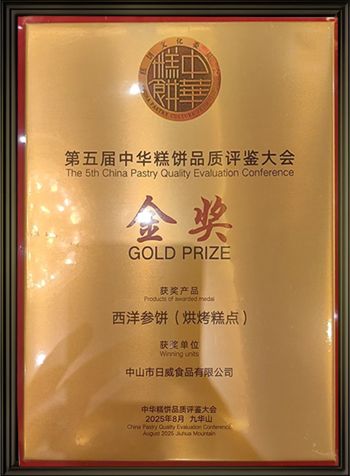 中华糕饼
第五届中华糕饼品质评鉴大会
The 5th China Pastry Quality Evaluation Conference
金奖
GOLD PRIZE
获奖产品
Products of awarded medal
西洋参饼（烘烤糕点）
获奖单位
Winning units
中山市日威食品有限公司
中华糕饼品质评鉴大会
2025年8月 九华山
China Pastry Quality Evaluation Conference
August 2025 Jiuhua Mountain